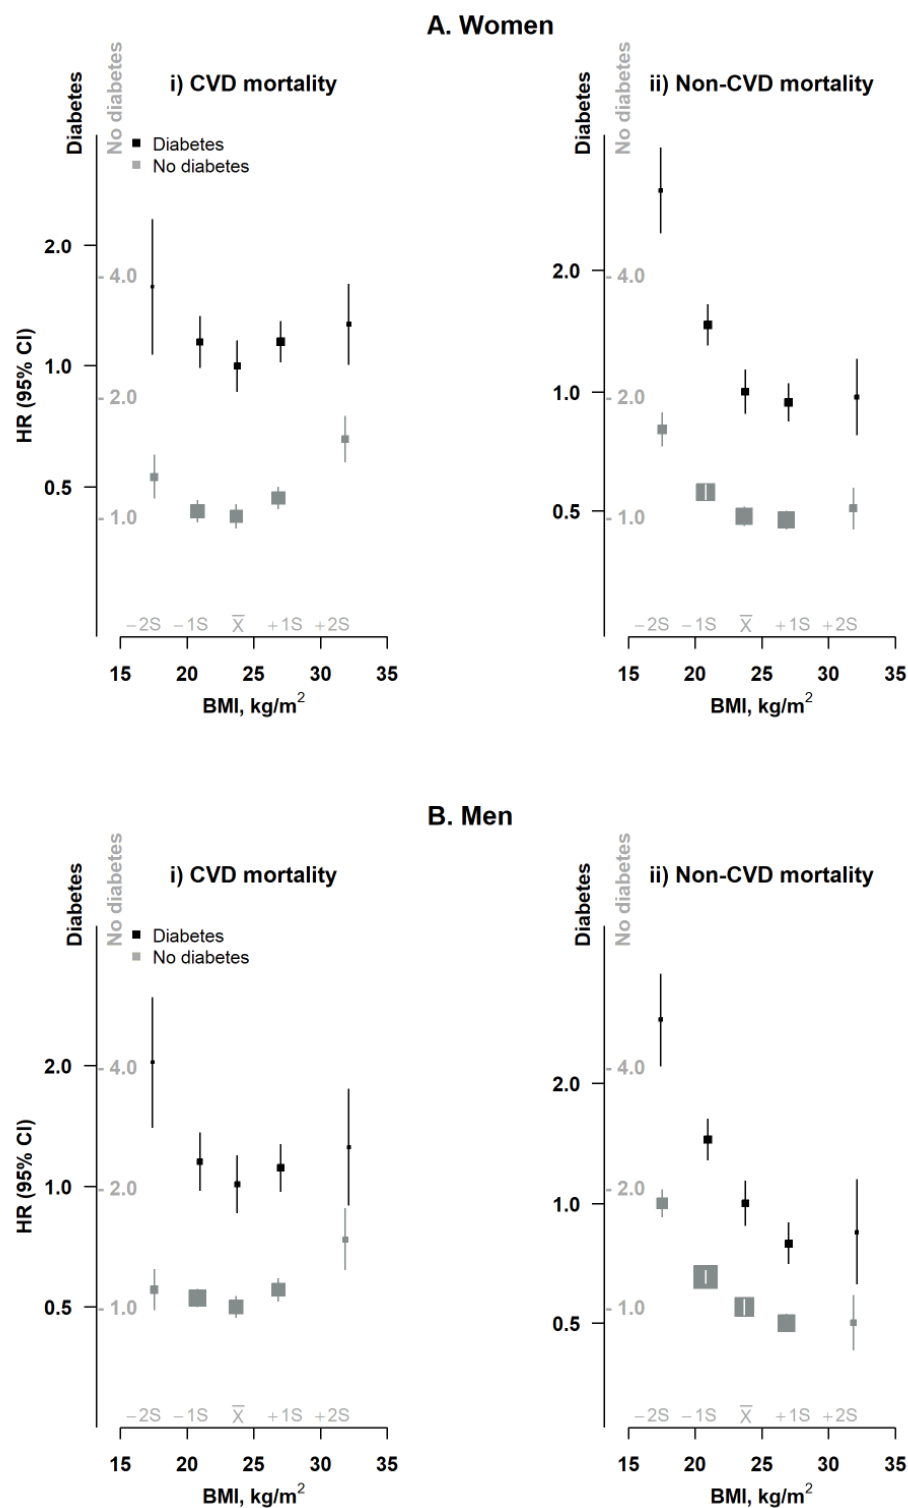 A. Women
i) CVD mortality
Diabetes
No diabetes
Diabetes
No diabetes
HR (95% CI)
2.0
1.0
0.5
- 4.0
- 2.0
- 1.0
−2S −1S X̅ +1S +2S
15 20 25 30 35
BMI, kg/m²
ii) Non-CVD mortality
Diabetes
No diabetes
2.0
1.0
0.5
- 4.0
- 2.0
- 1.0
−2S −1S X̅ +1S +2S
15 20 25 30 35
BMI, kg/m²
B. Men
i) CVD mortality
Diabetes
No diabetes
Diabetes
No diabetes
HR (95% CI)
2.0
1.0
0.5
- 4.0
- 2.0
- 1.0
−2S −1S X̅ +1S +2S
15 20 25 30 35
BMI, kg/m²
ii) Non-CVD mortality
Diabetes
No diabetes
2.0
1.0
0.5
- 4.0
- 2.0
- 1.0
−2S −1S X̅ +1S +2S
15 20 25 30 35
BMI, kg/m²